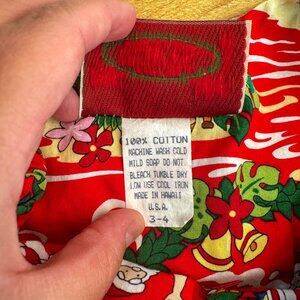 100% COTTON
MACHINE WASH COLD
MILD SOAP DO NOT
BLEACH TUMBLE DRY
LOW USE COOL IRON
MADE IN HAWAII
U.S.A.
3-4